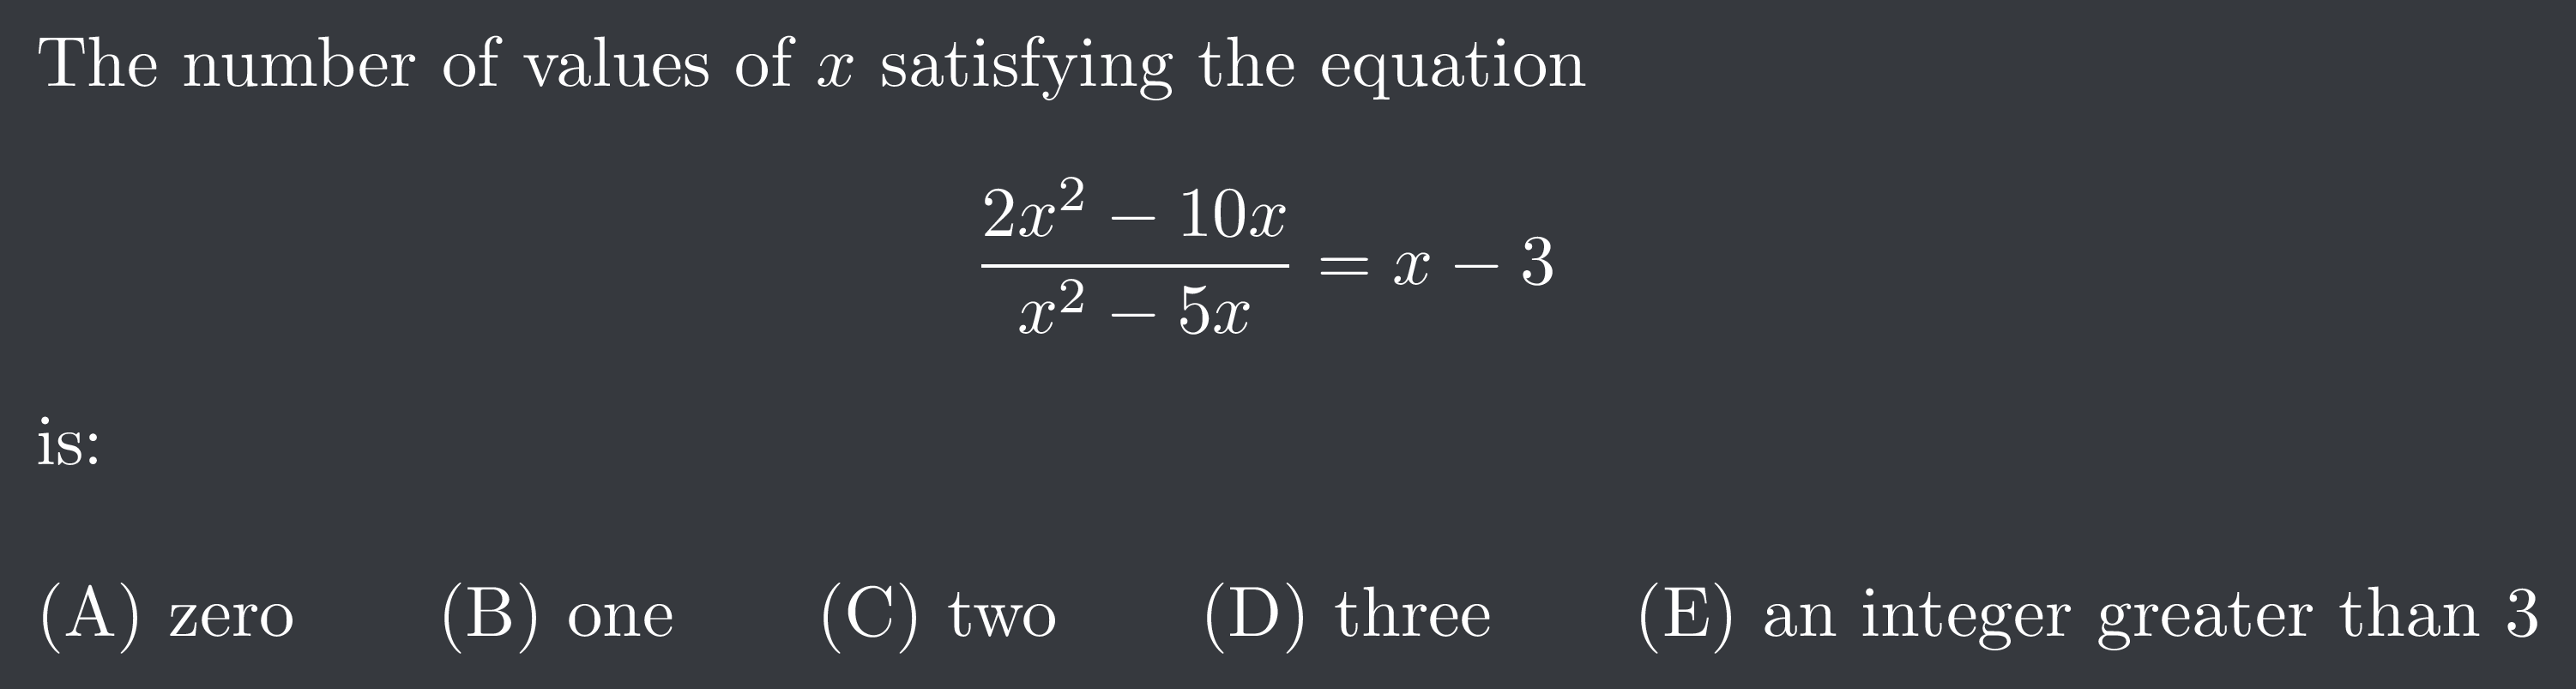 The number of values of x satisfying the equation
\frac{2x^2 - 10x}{x^2 - 5x} = x - 3
is:
(A) zero (B) one (C) two (D) three (E) an integer greater than 3